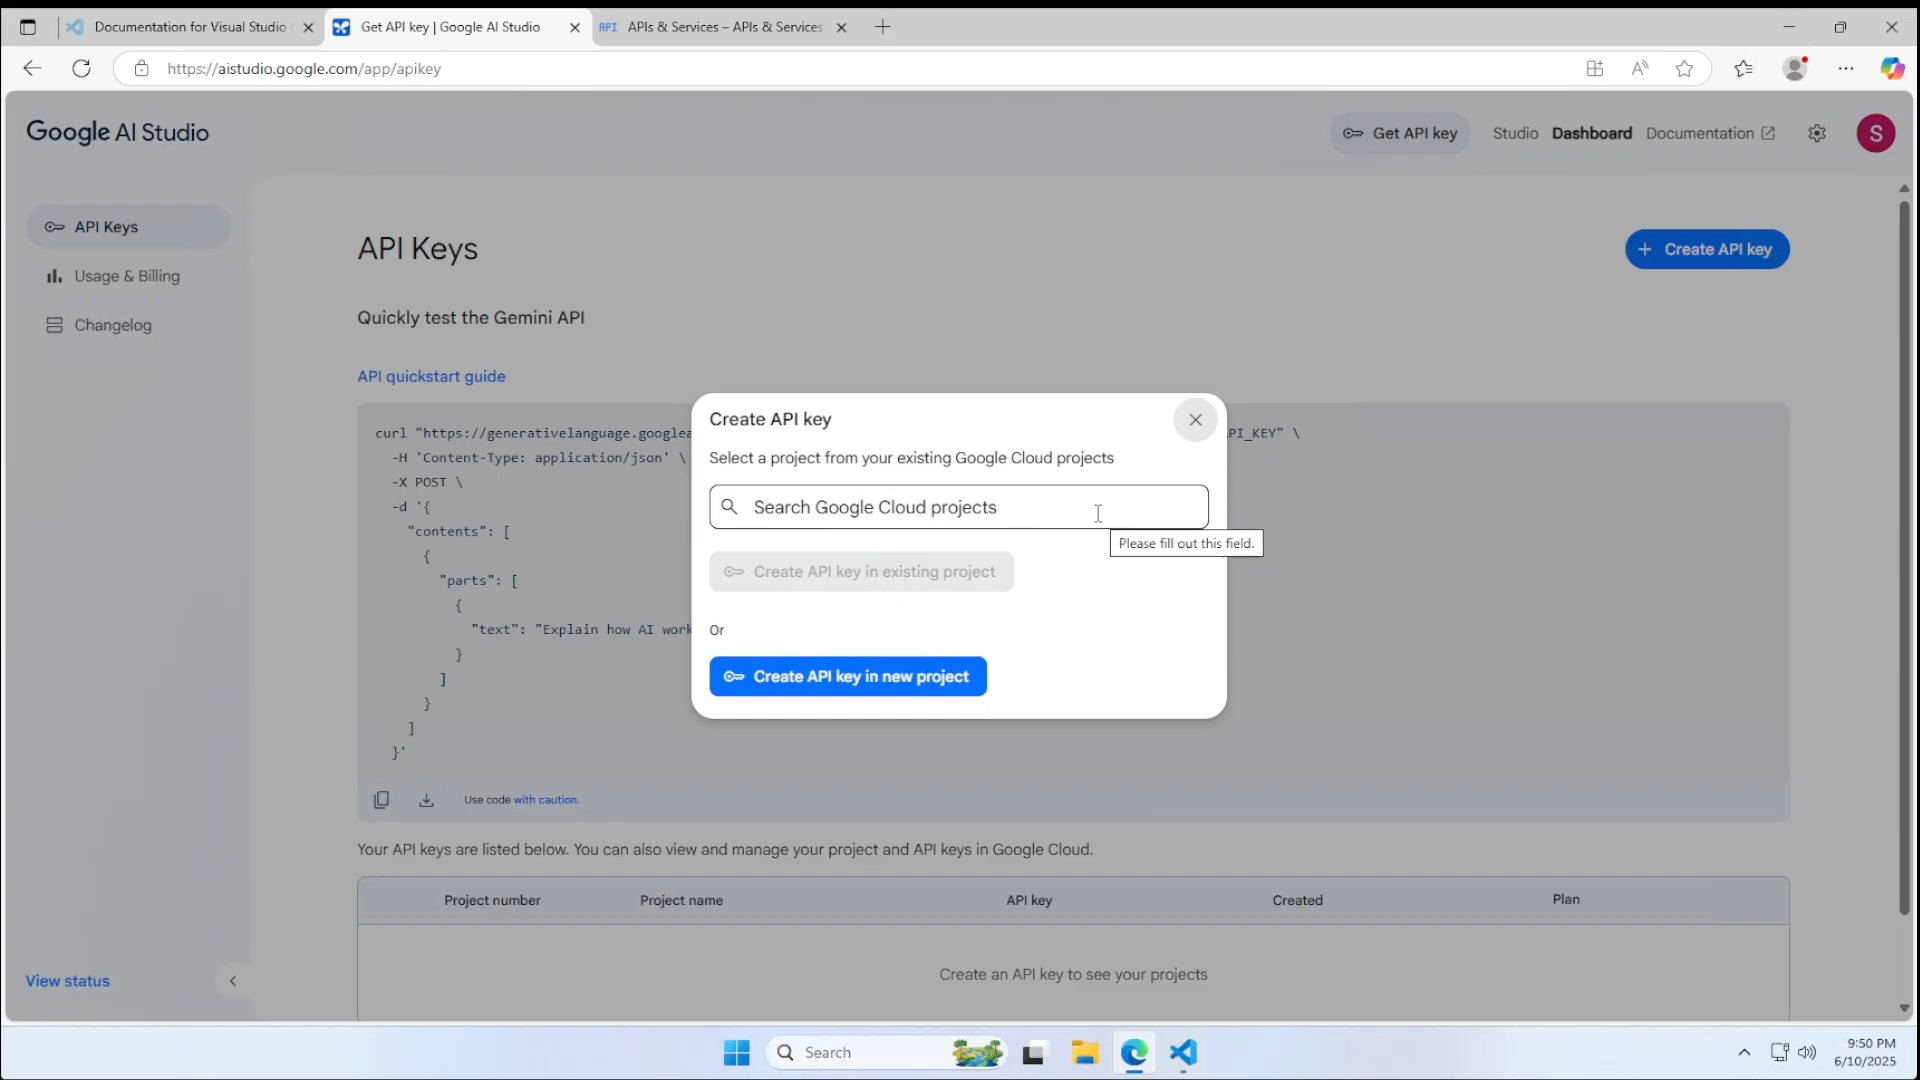 Documentation for Visual Studio
Get API key | Google AI Studio
API APIs & Services – APIs & Services
https://aistudio.google.com/app/apikey
Google AI Studio
Get API key
Studio
Dashboard
Documentation
S
API Keys
Usage & Billing
Changelog
API Keys
Create API key
Quickly test the Gemini API
API quickstart guide
curl "https://generativelanguage.googlea
PI_KEY" \
-H 'Content-Type: application/json' \
-X POST \
-d '{
"contents": [
{
"parts": [
{
"text": "Explain how AI work
}
]
}
]
}'
Create API key
Select a project from your existing Google Cloud projects
Search Google Cloud projects
Please fill out this field.
Create API key in existing project
Or
Create API key in new project
Use code with caution.
Your API keys are listed below. You can also view and manage your project and API keys in Google Cloud.
Project number
Project name
API key
Created
Plan
Create an API key to see your projects
View status
Search
9:50 PM
6/10/2025